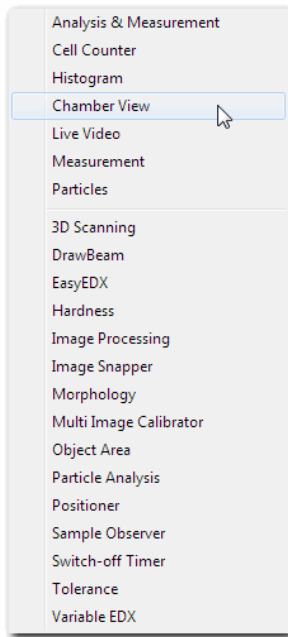 Analysis & Measurement
Cell Counter
Histogram
Chamber View
Live Video
Measurement
Particles
3D Scanning
DrawBeam
EasyEDX
Hardness
Image Processing
Image Snapper
Morphology
Multi Image Calibrator
Object Area
Particle Analysis
Positioner
Sample Observer
Switch-off Timer
Tolerance
Variable EDX